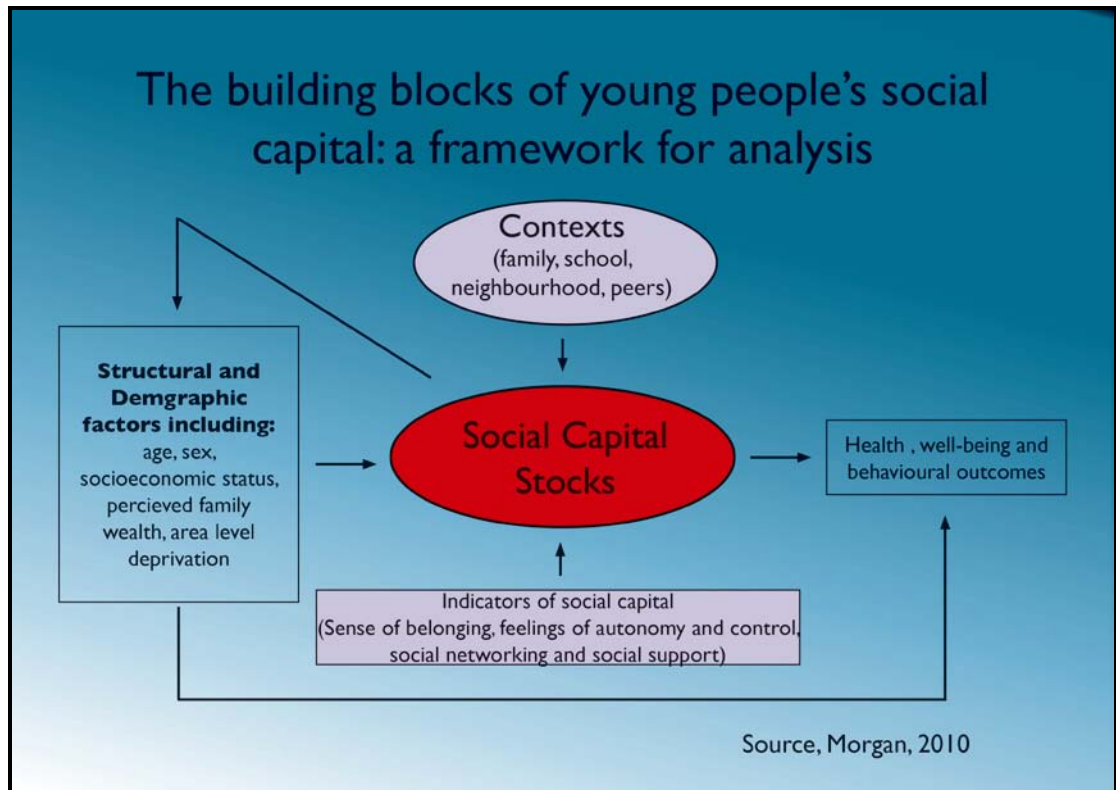 The building blocks of young people's social
capital: a framework for analysis
Contexts
(family, school,
neighbourhood, peers)
Structural and
Demgraphic
factors including:
age, sex,
socioeconomic status,
percieved family
wealth, area level
deprivation
Social Capital
Stocks
Health , well-being and
behavioural outcomes
Indicators of social capital
(Sense of belonging, feelings of autonomy and control,
social networking and social support)
Source, Morgan, 2010